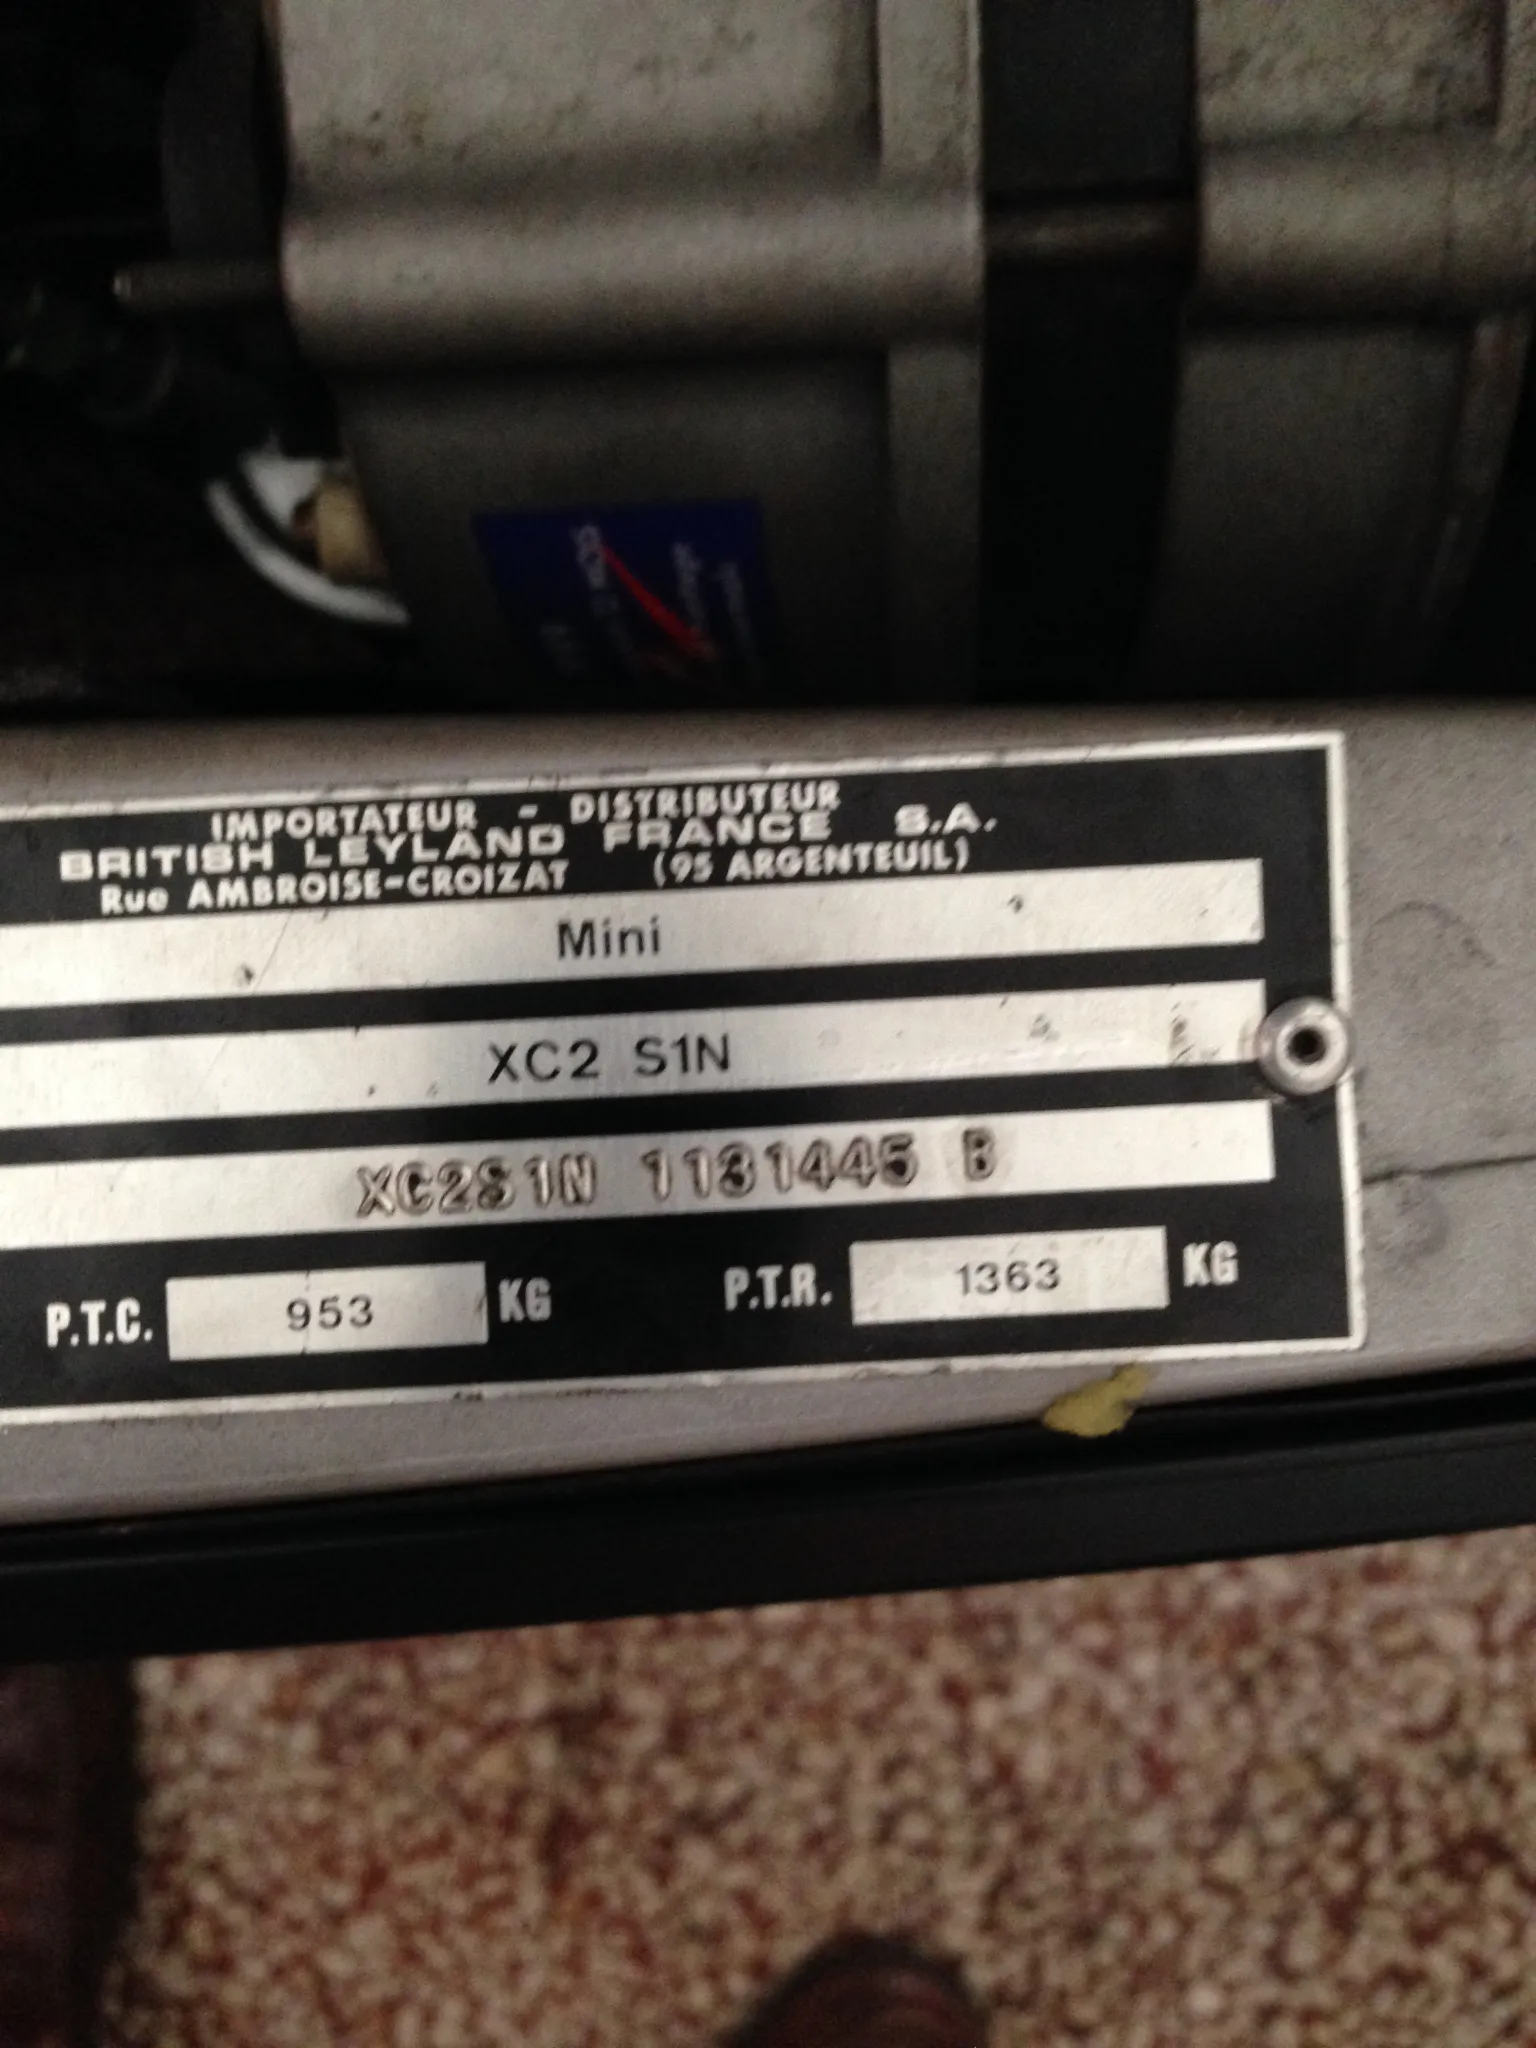 IMPORTATEUR - DISTRIBUTEUR
BRITISH LEYLAND FRANCE S.A.
Rue AMBROISE-CROIZAT (95 ARGENTEUIL)
Mini
XC2 S1N
XC2S1N 1131445 B
P.T.C. 953 KG P.T.R. 1363 KG